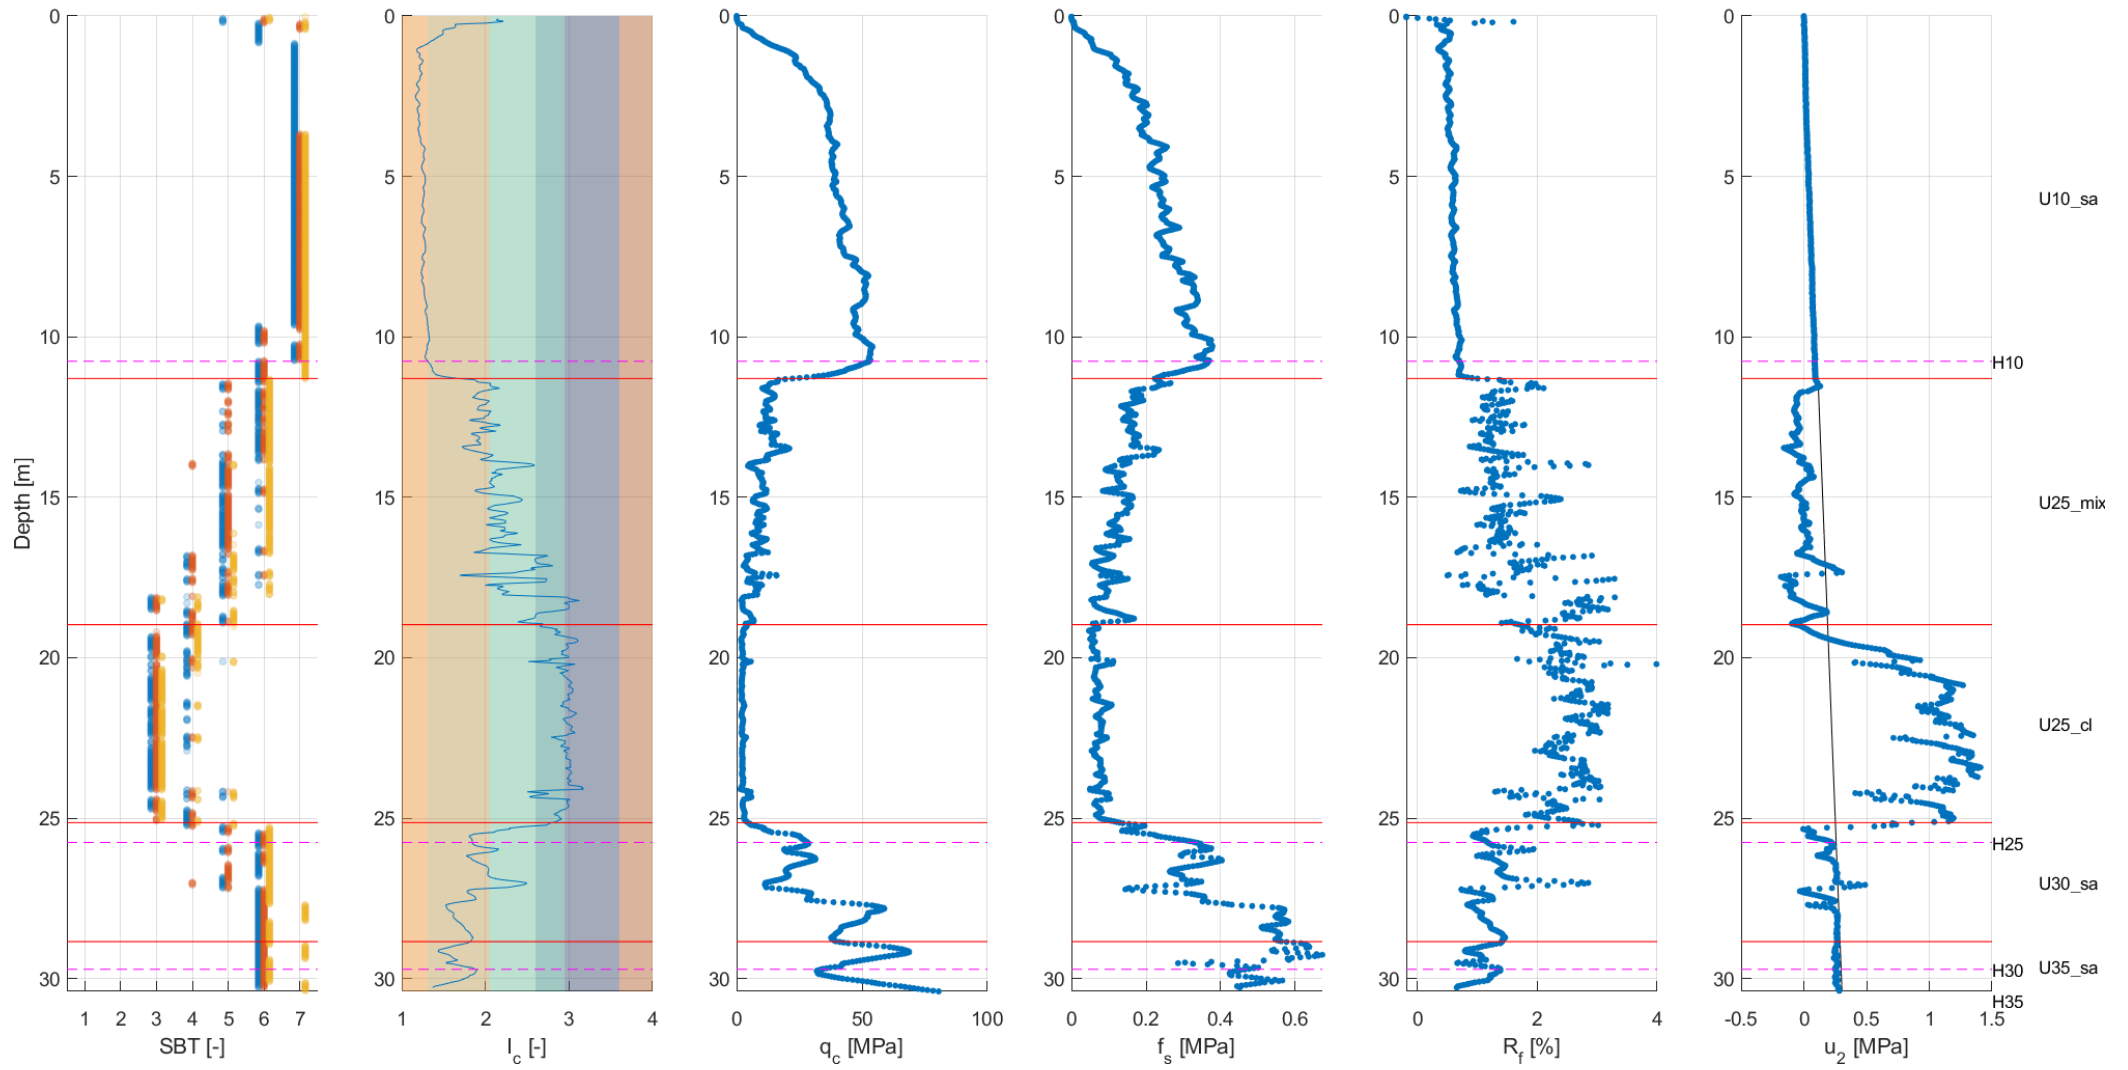 0
5
10
15
20
25
30
Depth [m]
1 2 3 4 5 6 7
SBT [-]
0
5
10
15
20
25
30
1 2 3 4
I_c [-]
0
5
10
15
20
25
30
0 50 100
q_c [MPa]
0
5
10
15
20
25
30
0 0.2 0.4 0.6
f_s [MPa]
0
5
10
15
20
25
30
0 2 4
R_f [%]
0
5
10
15
20
25
30
-0.5 0 0.5 1 1.5
u_2 [MPa]
U10_sa
H10
U25_mix
U25_cl
H25
U30_sa
H30
U35_sa
H35